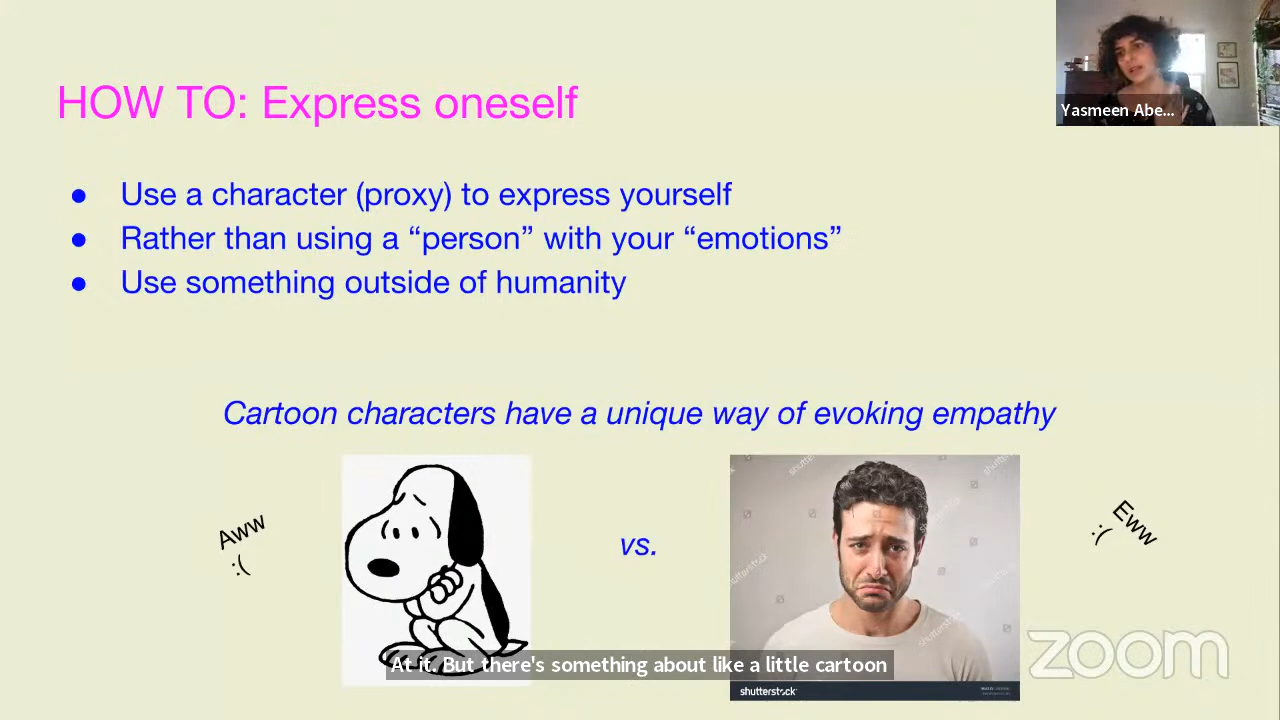 HOW TO: Express oneself
Yasmeen Abe...
● Use a character (proxy) to express yourself
● Rather than using a “person” with your “emotions”
● Use something outside of humanity
Cartoon characters have a unique way of evoking empathy
Aww
:(
vs.
Eww
:(
shutterstock
shutterstock
At it. But there's something about like a little cartoon
zoom